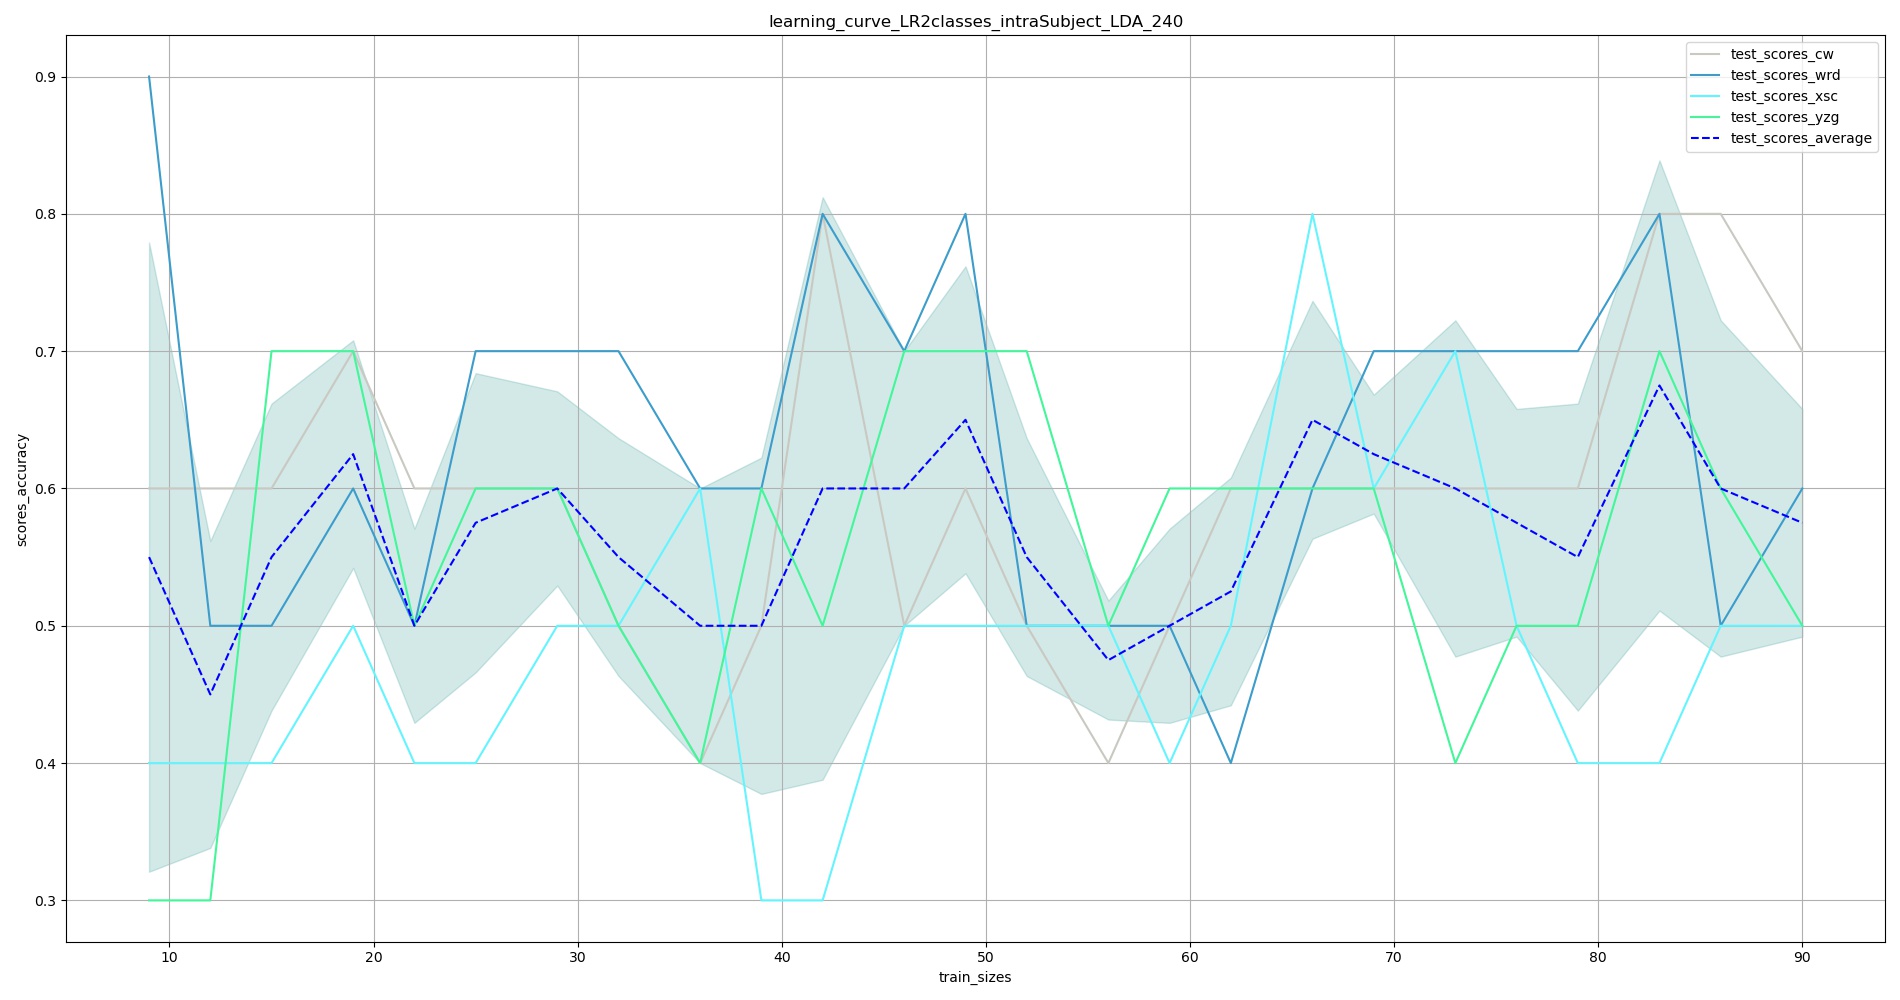 learning_curve_LR2classes_intraSubject_LDA_240
test_scores_cw
test_scores_wrd
test_scores_xsc
test_scores_yzg
test_scores_average
scores_accuracy
0.9
0.8
0.7
0.6
0.5
0.4
0.3
10 20 30 40 50 60 70 80 90
train_sizes